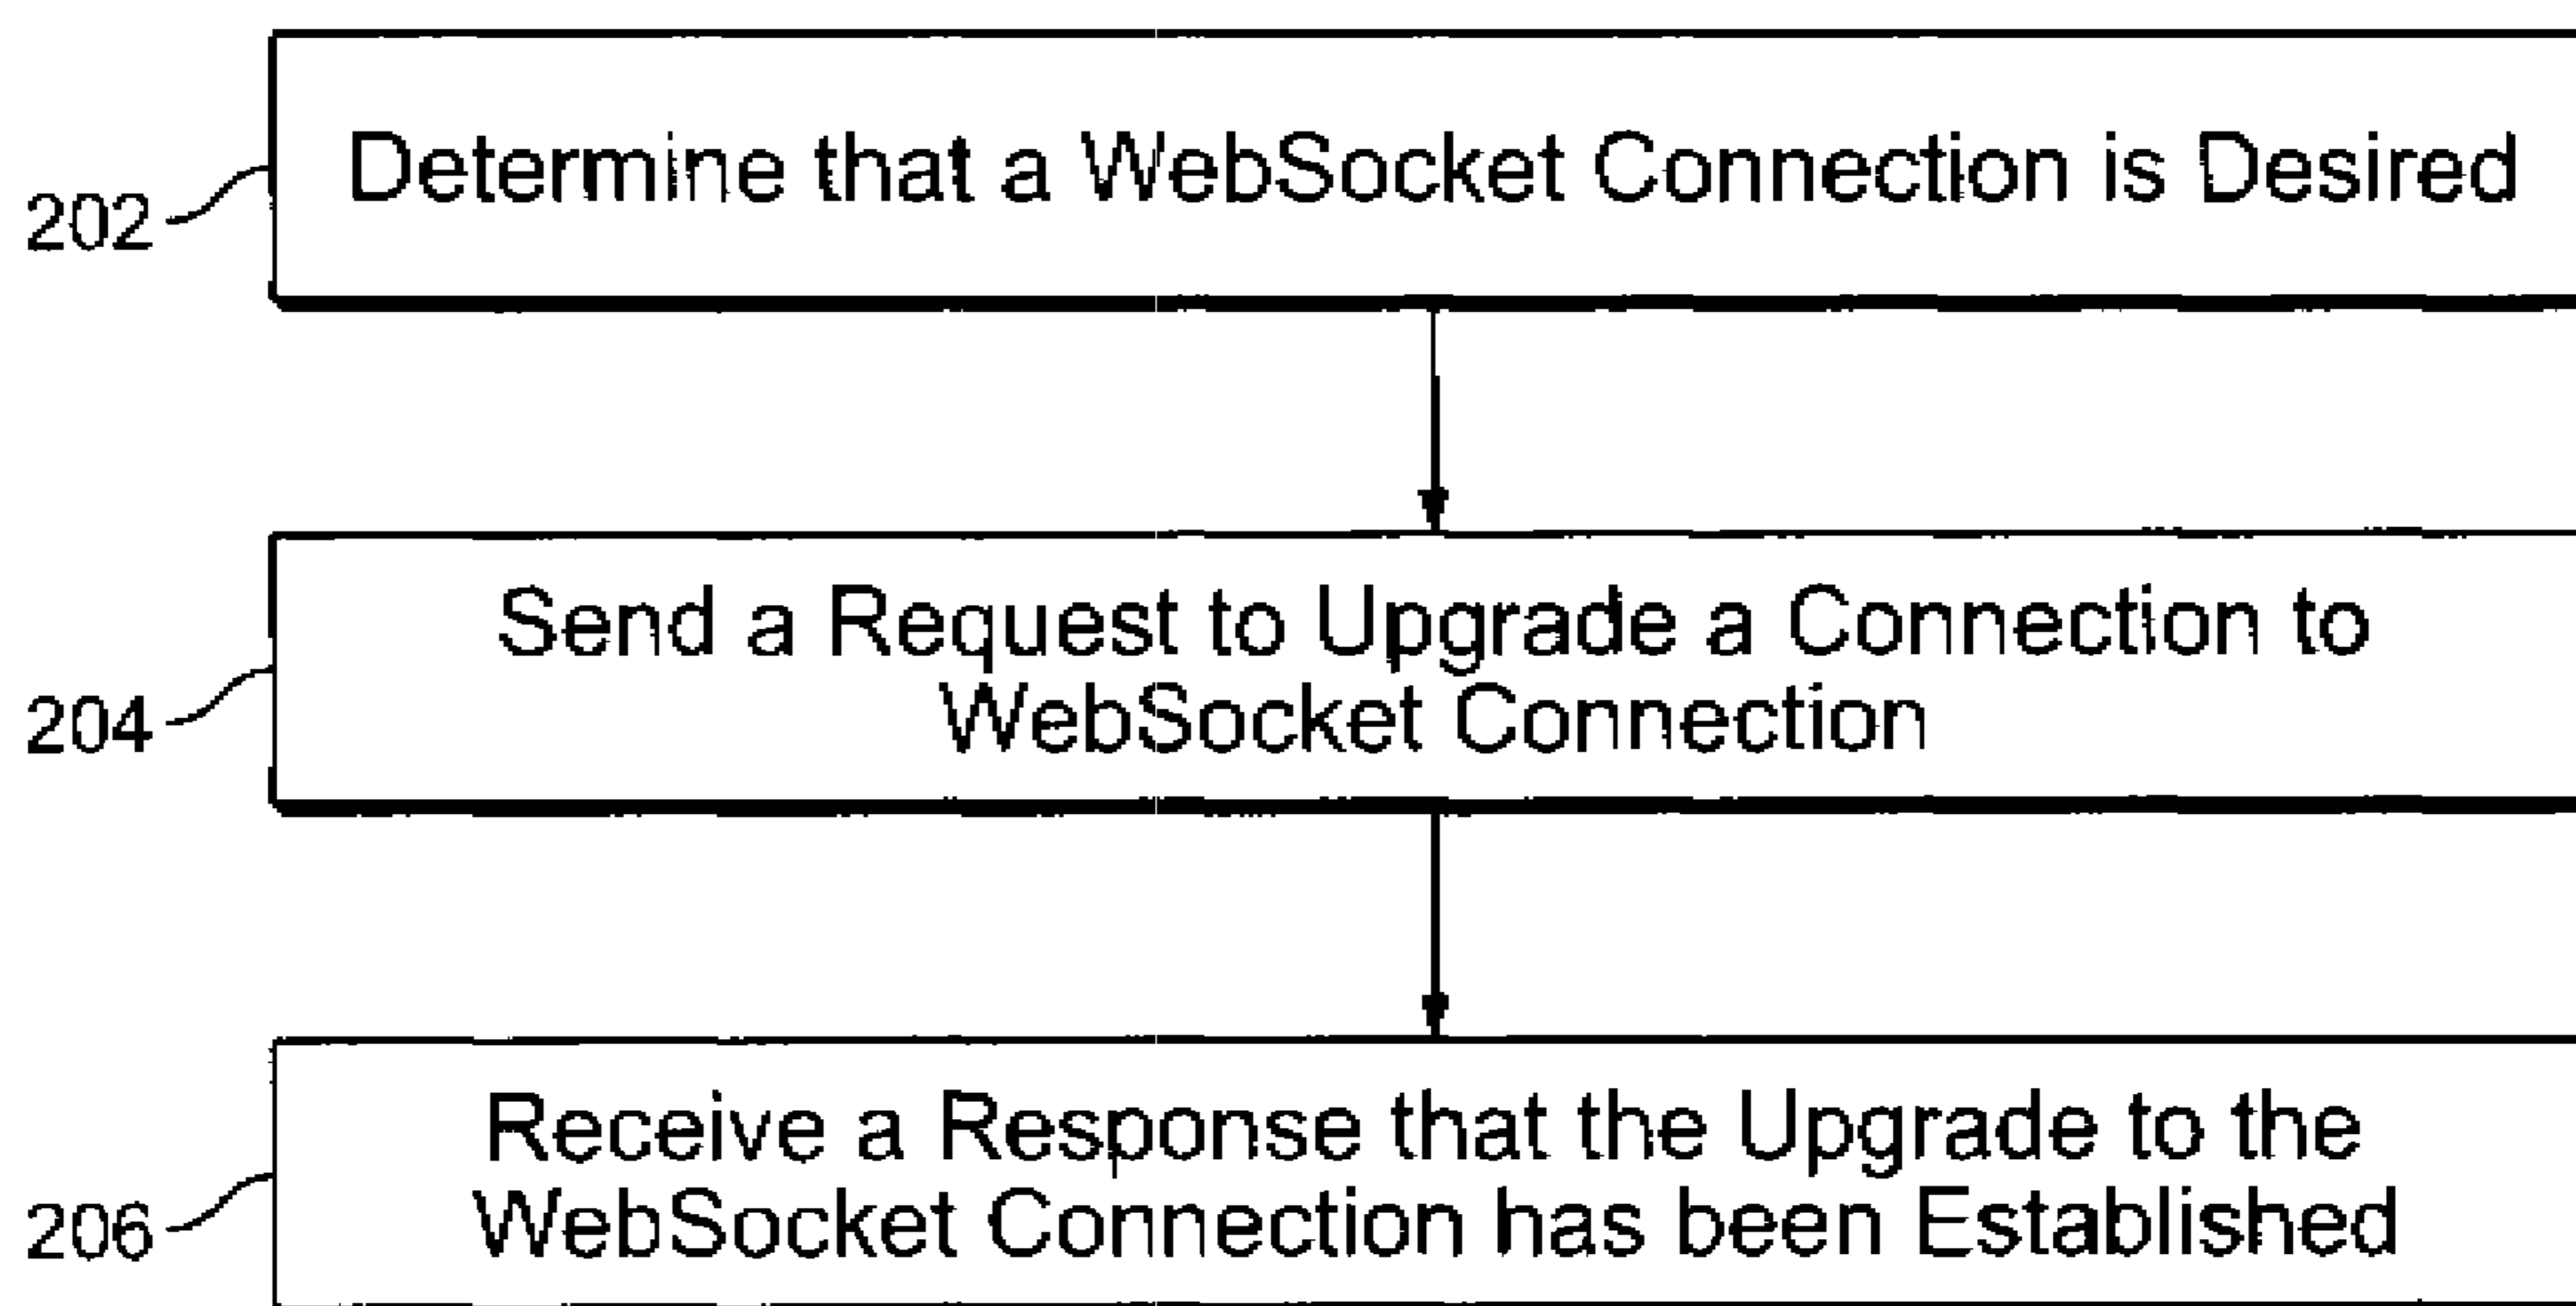 Determine that a WebSocket Connection is Desired
202
Send a Request to Upgrade a Connection to
WebSocket Connection
204
Receive a Response that the Upgrade to the
WebSocket Connection has been Established
206